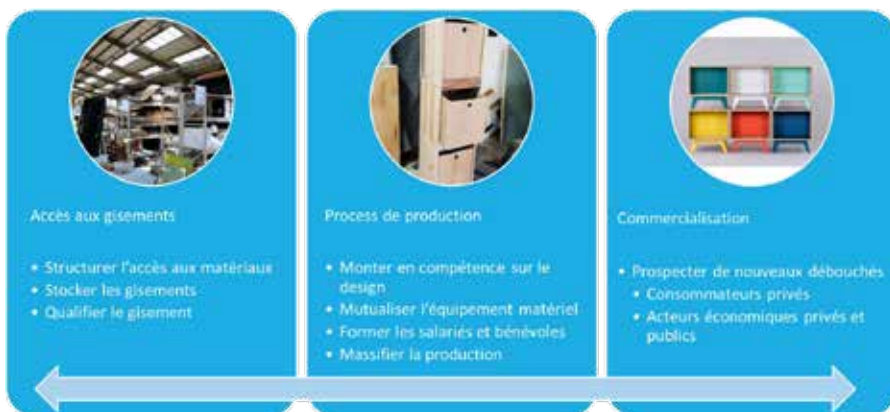 Accès aux gisements
• Structurer l'accès aux matériaux
• Stocker les gisements
• Qualifier le gisement
Process de production
• Monter en compétence sur le
design
• Mutualiser l'équipement matériel
• Former les salariés et bénévoles
• Massifier la production
Commercialisation
• Prospecter de nouveaux débouchés
• Consommateurs privés
• Acteurs économiques privés et
publics